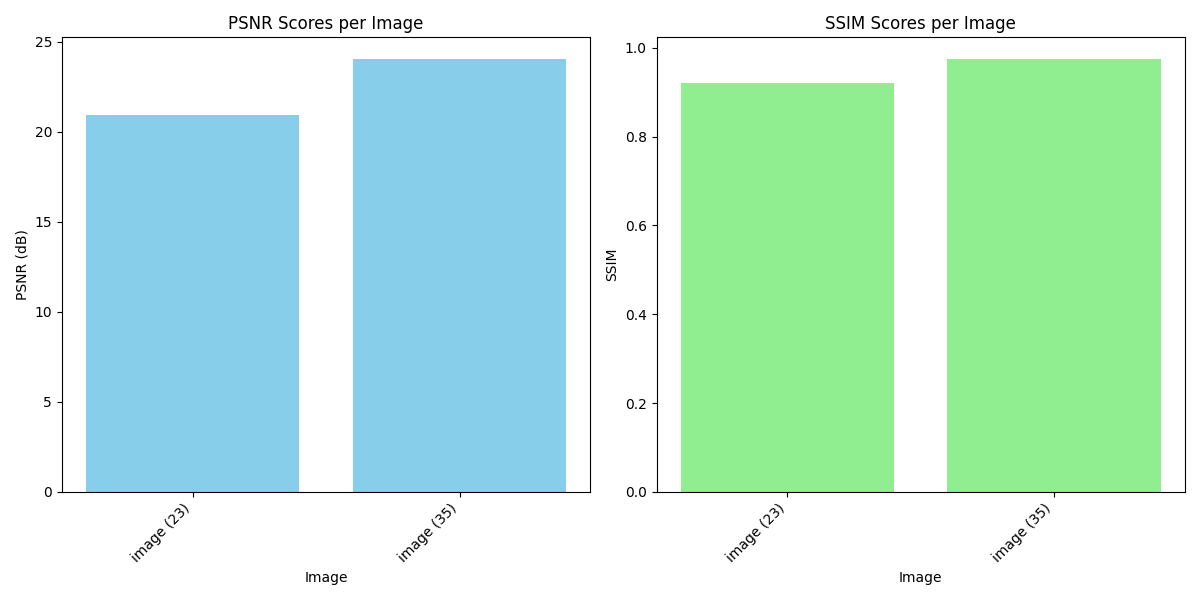 PSNR Scores per Image
25
20
15
10
5
0
PSNR (dB)
image (23)
image (35)
Image
SSIM Scores per Image
1.0
0.8
0.6
0.4
0.2
0.0
SSIM
image (23)
image (35)
Image